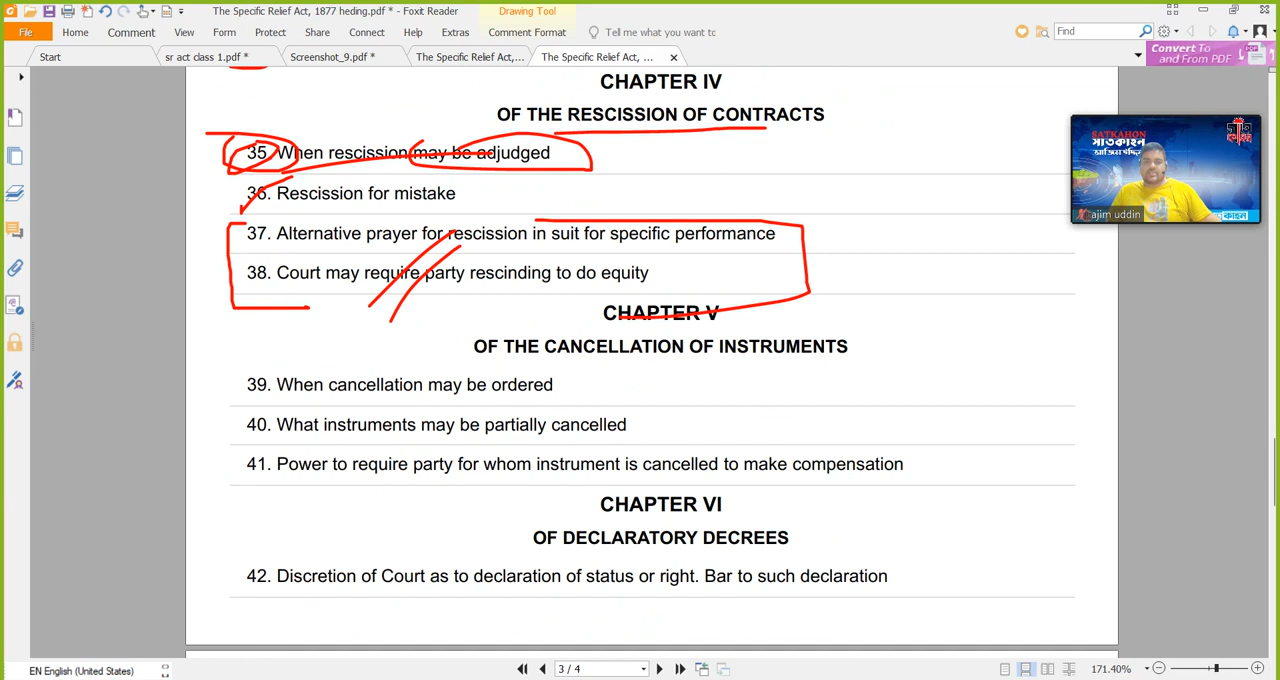 The Specific Relief Act, 1877 heding.pdf * - Foxit Reader
Drawing Tool
File Home Comment View Form Protect Share Connect Help Extras Comment Format Tell me what you want tc Find
Start sr act class 1.pdf * Screenshot_9.pdf * The Specific Relief Act,... The Specific Relief Act, ...
Convert To
and From PDF
CHAPTER IV
OF THE RESCISSION OF CONTRACTS
35. When rescission may be adjudged
36. Rescission for mistake
37. Alternative prayer for rescission in suit for specific performance
38. Court may require party rescinding to do equity
SATKAHON
সাতকাহন
ajim uddin
CHAPTER V
OF THE CANCELLATION OF INSTRUMENTS
39. When cancellation may be ordered
40. What instruments may be partially cancelled
41. Power to require party for whom instrument is cancelled to make compensation
CHAPTER VI
OF DECLARATORY DECREES
42. Discretion of Court as to declaration of status or right. Bar to such declaration
EN English (United States)
3 / 4
171.40%